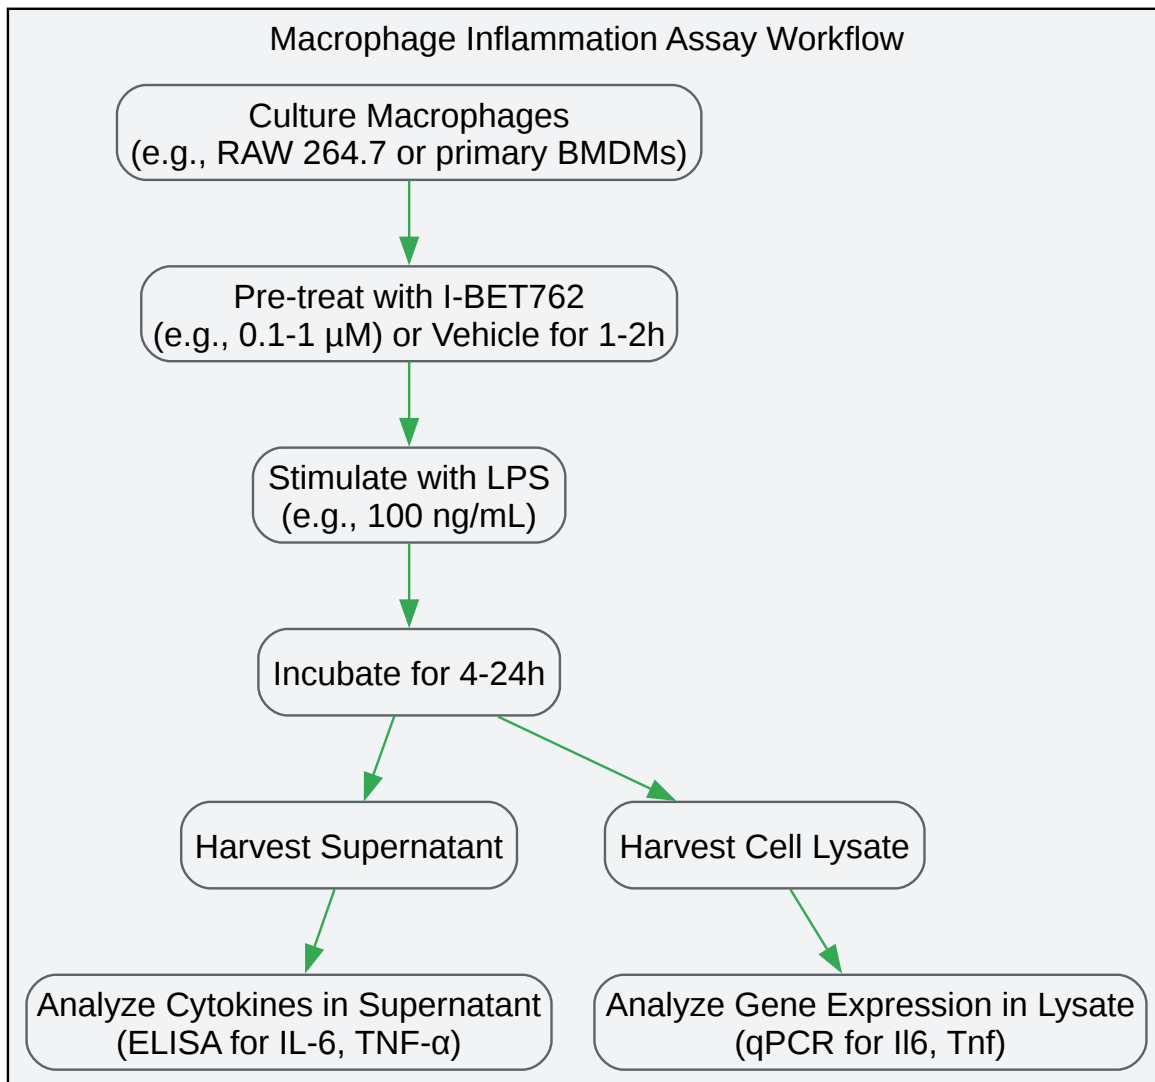 Macrophage Inflammation Assay Workflow
Culture Macrophages
(e.g., RAW 264.7 or primary BMDMs)
Pre-treat with I-BET762
(e.g., 0.1-1 µM) or Vehicle for 1-2h
Stimulate with LPS
(e.g., 100 ng/mL)
Incubate for 4-24h
Harvest Supernatant
Harvest Cell Lysate
Analyze Cytokines in Supernatant
(ELISA for IL-6, TNF-α)
Analyze Gene Expression in Lysate
(qPCR for Il6, Tnf)